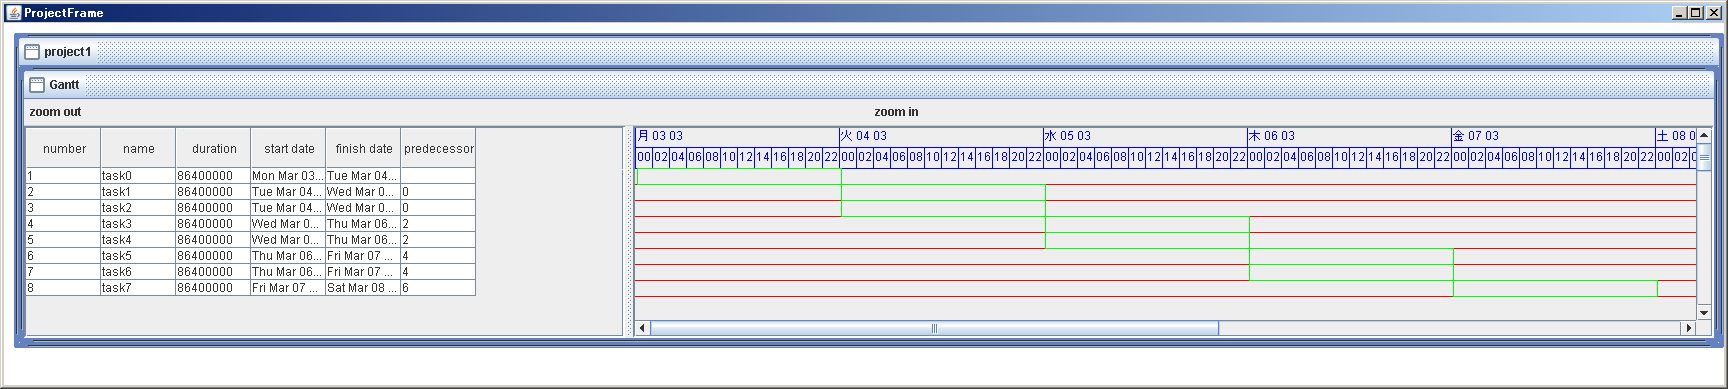 ProjectFrame
project1
Gantt
zoom out zoom in
number name duration start date finish date predecessor
1 task0 86400000 Mon Mar 03... Tue Mar 04...
2 task1 86400000 Tue Mar 04... Wed Mar 0... 0
3 task2 86400000 Tue Mar 04... Wed Mar 0... 0
4 task3 86400000 Wed Mar 0... Thu Mar 06... 2
5 task4 86400000 Wed Mar 0... Thu Mar 06... 2
6 task5 86400000 Thu Mar 06... Fri Mar 07 ... 4
7 task6 86400000 Thu Mar 06... Fri Mar 07 ... 4
8 task7 86400000 Fri Mar 07 ... Sat Mar 08 ... 6
月 03 03 火 04 03 水 05 03 木 06 03 金 07 03 土 08 0
00 02 04 06 08 10 12 14 16 18 20 22 00 02 04 06 08 10 12 14 16 18 20 22 00 02 04 06 08 10 12 14 16 18 20 22 00 02 04 06 08 10 12 14 16 18 20 22 00 02 04 06 08 10 12 14 16 18 20 22 00 02 0